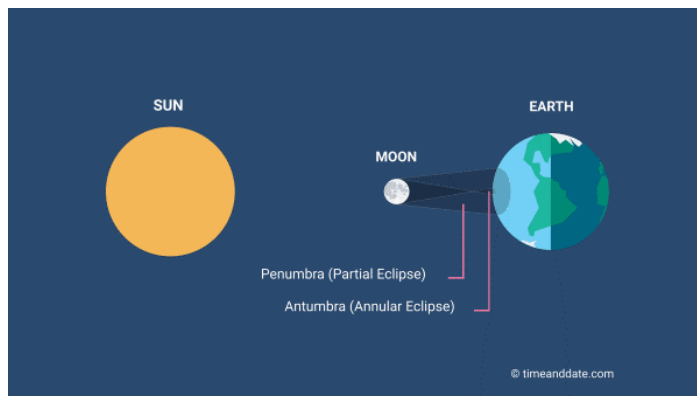 SUN
EARTH
MOON
Penumbra (Partial Eclipse)
Antumbra (Annular Eclipse)
© timeanddate.com